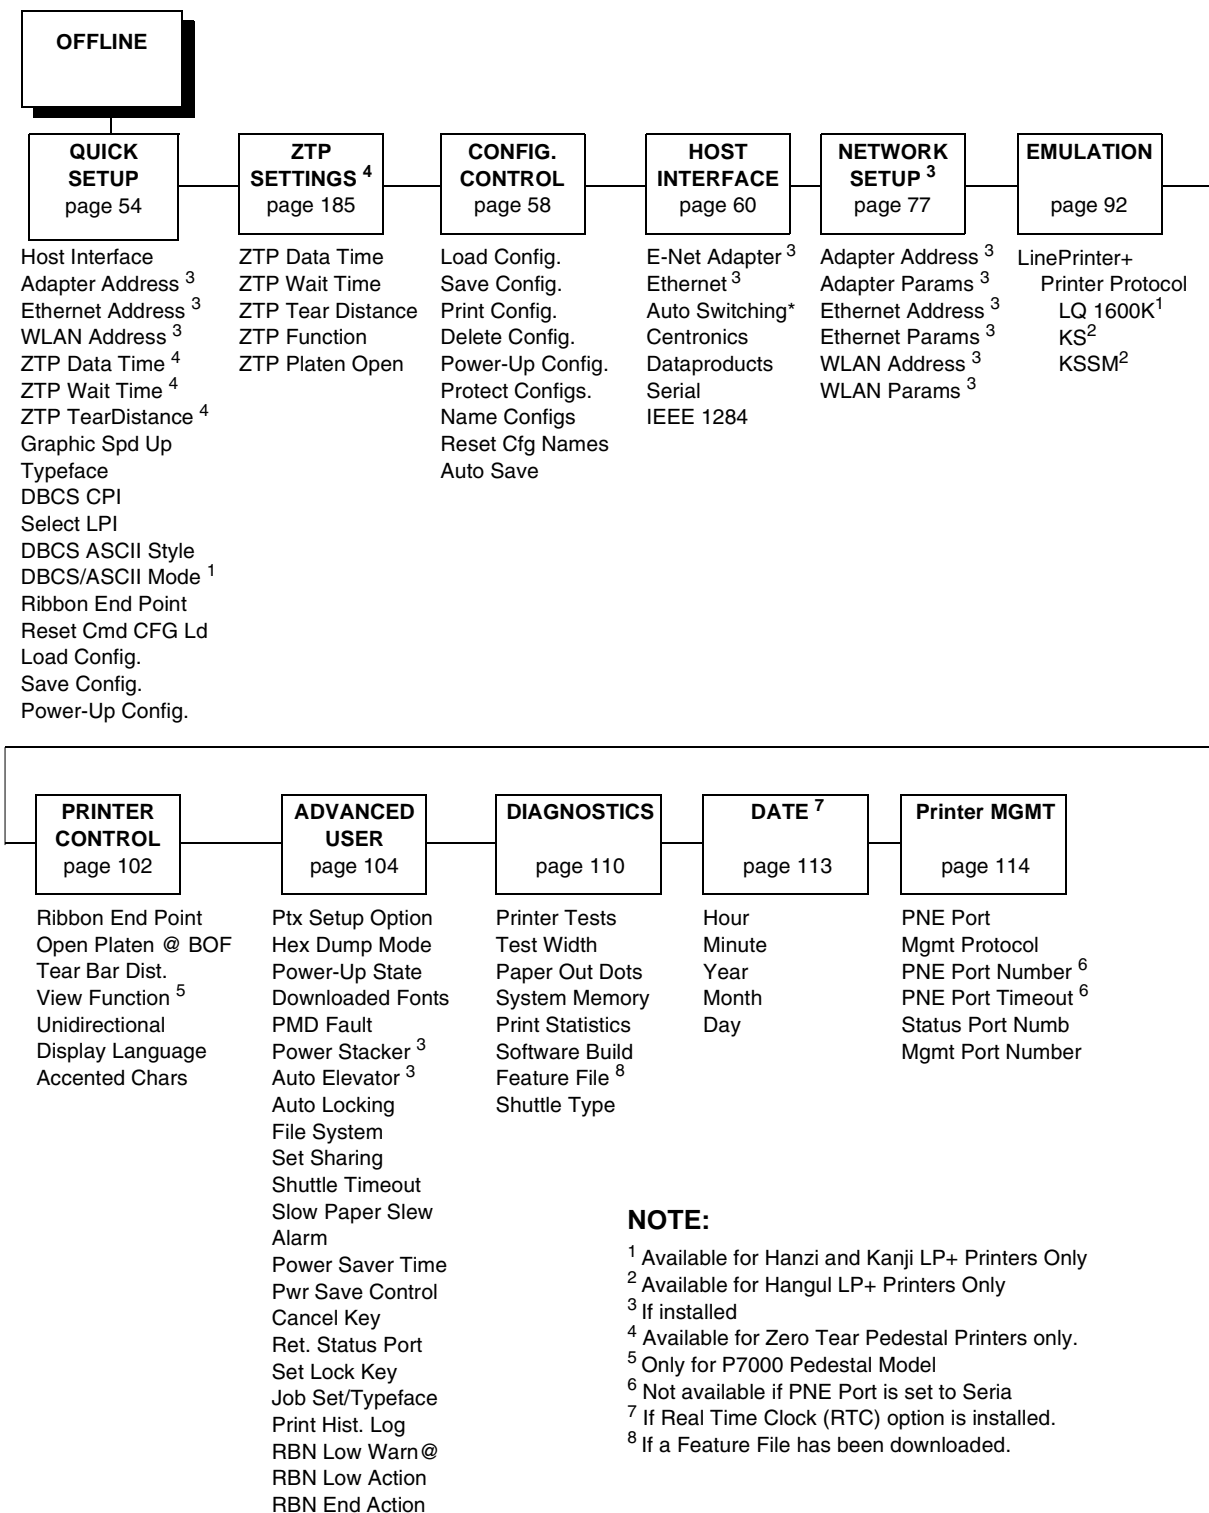 OFFLINE
QUICK
SETUP
page 54
Host Interface
Adapter Address 3
Ethernet Address 3
WLAN Address 3
ZTP Data Time 4
ZTP Wait Time 4
ZTP TearDistance 4
Graphic Spd Up
Typeface
DBCS CPI
Select LPI
DBCS ASCII Style
DBCS/ASCII Mode 1
Ribbon End Point
Reset Cmd CFG Ld
Load Config.
Save Config.
Power-Up Config.
ZTP
SETTINGS 4
page 185
ZTP Data Time
ZTP Wait Time
ZTP Tear Distance
ZTP Function
ZTP Platen Open
CONFIG.
CONTROL
page 58
Load Config.
Save Config.
Print Config.
Delete Config.
Power-Up Config.
Protect Configs.
Name Configs
Reset Cfg Names
Auto Save
HOST
INTERFACE
page 60
E-Net Adapter 3
Ethernet 3
Auto Switching*
Centronics
Dataproducts
Serial
IEEE 1284
NETWORK
SETUP 3
page 77
Adapter Address 3
Adapter Params 3
Ethernet Address 3
Ethernet Params 3
WLAN Address 3
WLAN Params 3
EMULATION
page 92
LinePrinter+
Printer Protocol
LQ 1600K1
KS2
KSSM2
PRINTER
CONTROL
page 102
Ribbon End Point
Open Platen @ BOF
Tear Bar Dist.
View Function 5
Unidirectional
Display Language
Accented Chars
ADVANCED
USER
page 104
Ptx Setup Option
Hex Dump Mode
Power-Up State
Downloaded Fonts
PMD Fault
Power Stacker 3
Auto Elevator 3
Auto Locking
File System
Set Sharing
Shuttle Timeout
Slow Paper Slew
Alarm
Power Saver Time
Pwr Save Control
Cancel Key
Ret. Status Port
Set Lock Key
Job Set/Typeface
Print Hist. Log
RBN Low Warn@
RBN Low Action
RBN End Action
DIAGNOSTICS
page 110
Printer Tests
Test Width
Paper Out Dots
System Memory
Print Statistics
Software Build
Feature File 8
Shuttle Type
DATE 7
page 113
Hour
Minute
Year
Month
Day
Printer MGMT
page 114
PNE Port
Mgmt Protocol
PNE Port Number 6
PNE Port Timeout 6
Status Port Numb
Mgmt Port Number
NOTE:
1 Available for Hanzi and Kanji LP+ Printers Only
2 Available for Hangul LP+ Printers Only
3 If installed
4 Available for Zero Tear Pedestal Printers only.
5 Only for P7000 Pedestal Model
6 Not available if PNE Port is set to Seria
7 If Real Time Clock (RTC) option is installed.
8 If a Feature File has been downloaded.